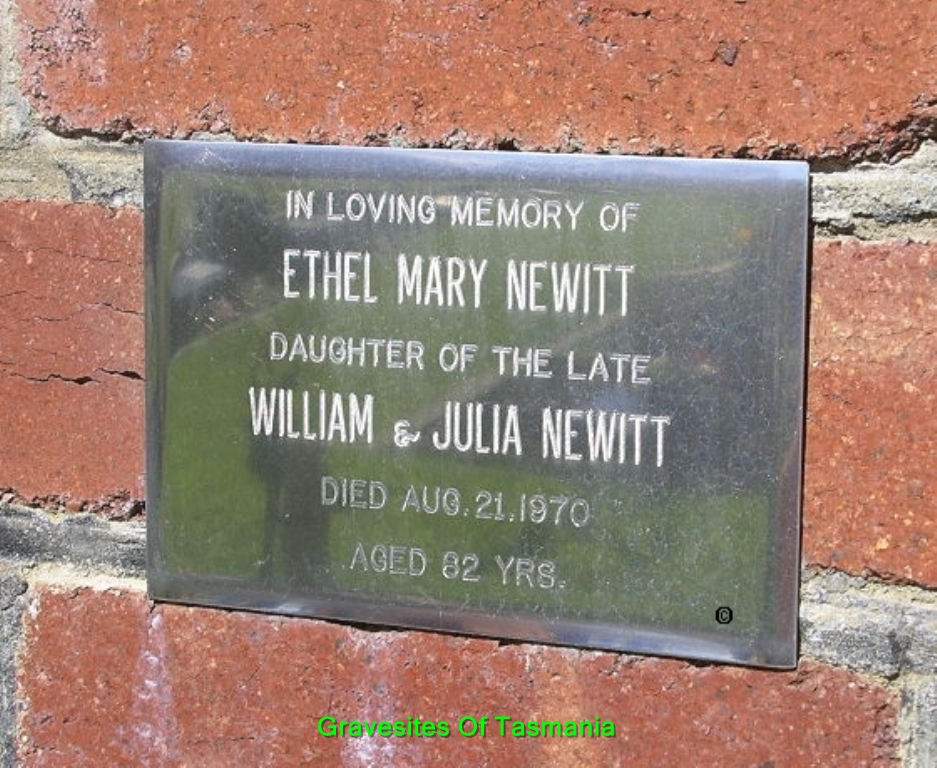 IN LOVING MEMORY OF
ETHEL MARY NEWITT
DAUGHTER OF THE LATE
WILLIAM & JULIA NEWITT
DIED AUG. 21. 1970
AGED 82 YRS.
©
Gravesites Of Tasmania